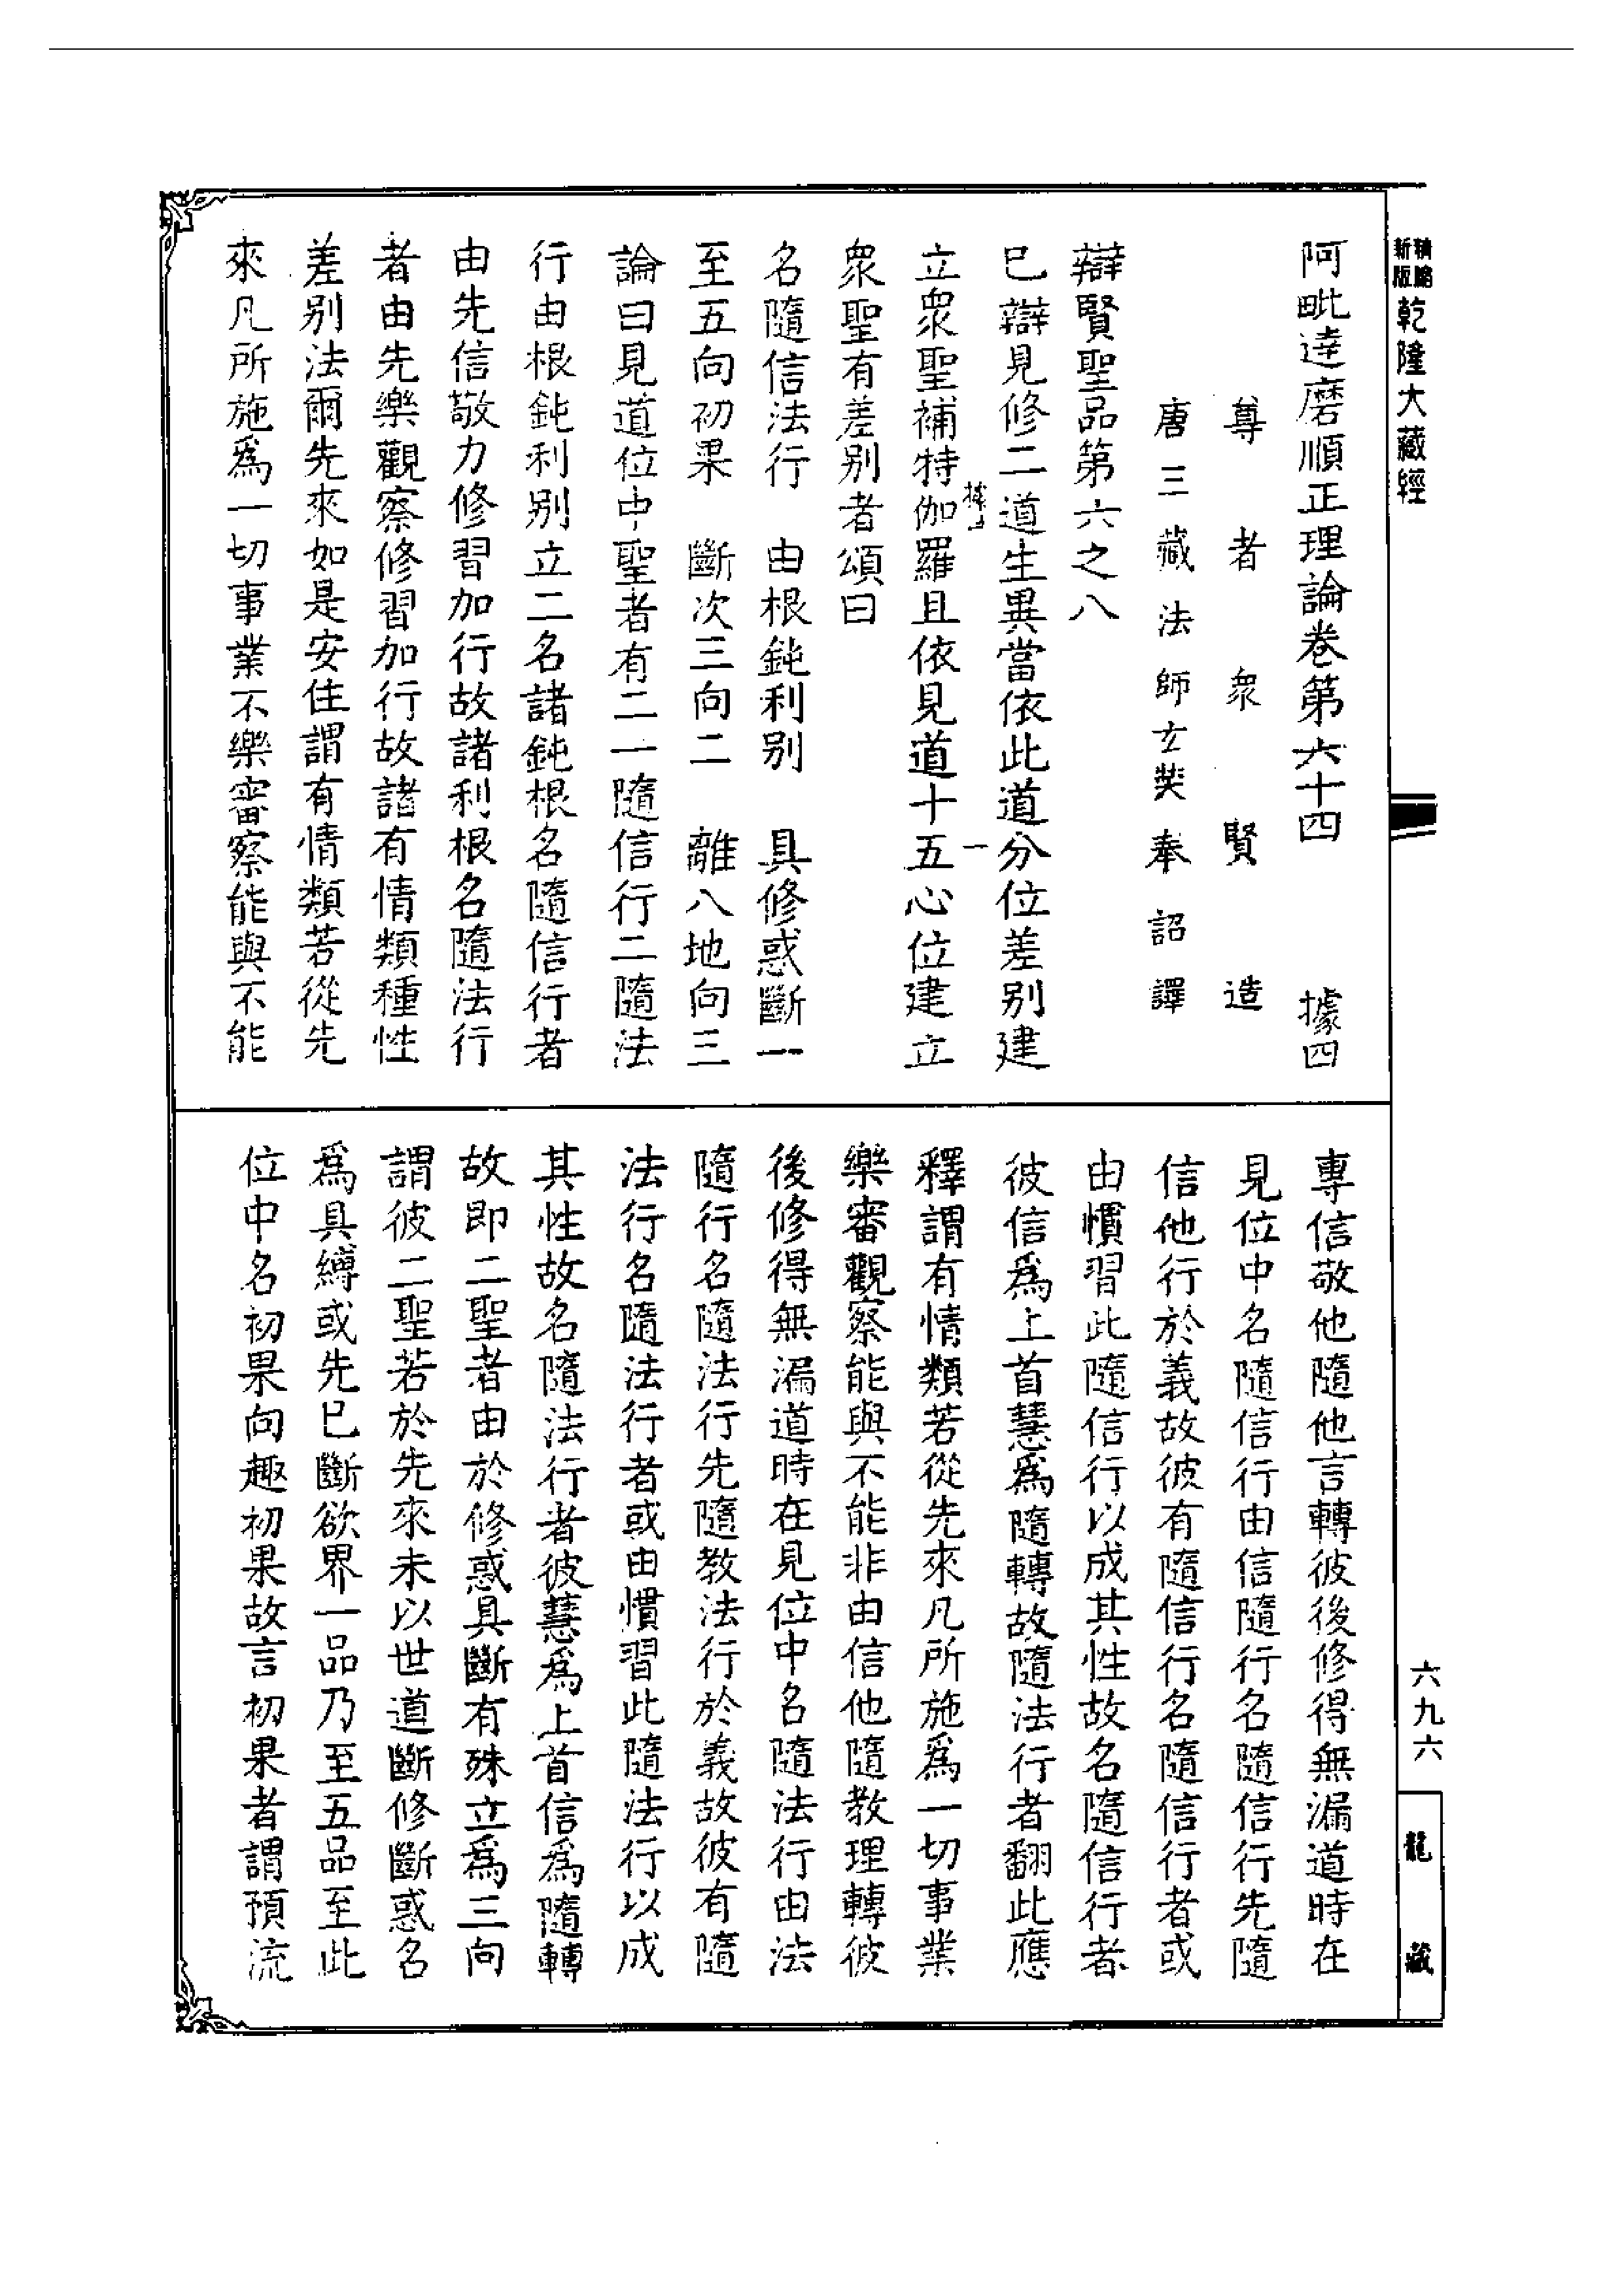 精縮新版乾隆大藏經
阿毗達磨順正理論卷第六十四 據四
尊者眾賢造
唐三藏法師玄奘奉詔譯
辯賢聖品第六之八
已辯見修二道生異當依此道分位差別建
立眾聖補特伽羅且依見道十五心位建立
眾聖有差別者頌曰
名隨信法行 由根鈍利別 具修惑斷一
至五向初果 斷次三向二 離八地向三
論曰見道位中聖者有二一隨信行二隨法
行由根鈍利別立二名諸鈍根名隨信行者
由先信敬力修習加行故諸利根名隨法行
者由先樂觀察修習加行故諸有情類種性
差別法爾先來如是安住謂有情類若從先
來凡所施為一切事業不樂審察能與不能
專信敬他隨他言轉彼後修得無漏道時在
見位中名隨信行由信隨行名隨信行先隨
信他行於義故彼有隨信行名隨信行者或
由慣習此隨信行以成其性故名隨信行者
彼信為上首慧為隨轉故隨法行者翻此應
釋謂有情類若從先來凡所施為一切事業
樂審觀察能與不能非由信他隨教理轉彼
後修得無漏道時在見位中名隨法行由法
隨行名隨法行先隨教法行於義故彼有隨
法行名隨法行者或由慣習此隨法行以成
其性故名隨法行者彼慧為上首信為隨轉
故即二聖者由於修惑具斷有殊立為三向
謂彼二聖若於先來未以世道斷修斷惑名
為具縛或先已斷欲界一品乃至五品至此
位中名初果向趣初果故言初果者謂預流
六九六
龍藏